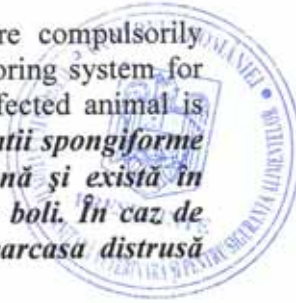 re compulsorily
oring system for
fected animal is
ații spongiforme
nă şi există în
boli. În caz de
arcasa distrusă